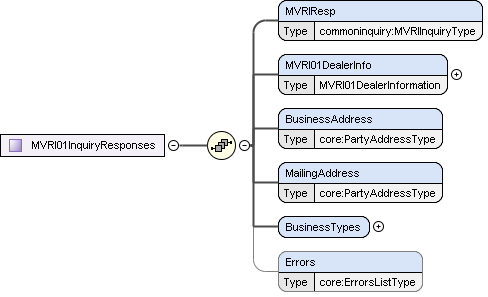 MVRIResp
Type commoninquiry:MVRIInquiryType
MVRI01DealerInfo
Type MVRI01DealerInformation
BusinessAddress
Type core:PartyAddressType
MVRI01InquiryResponses
MailingAddress
Type core:PartyAddressType
BusinessTypes
Errors
Type core:ErrorsListType